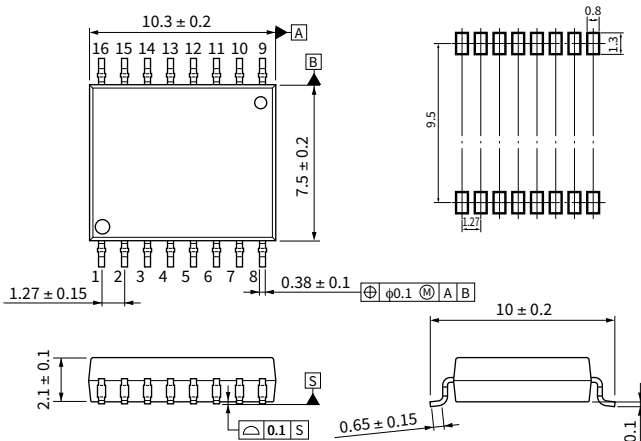 10.3 ± 0.2
A
0.8
16 15 14 13 12 11 10 9
B
1.3
7.5 ± 0.2
9.5
1 2 3 4 5 6 7 8
1.27
1.27 ± 0.15
0.38 ± 0.1
⌖ ϕ0.1 Ⓜ A B
10 ± 0.2
2.1 ± 0.1
S
0.65 ± 0.15
0.1
⌓ 0.1 S